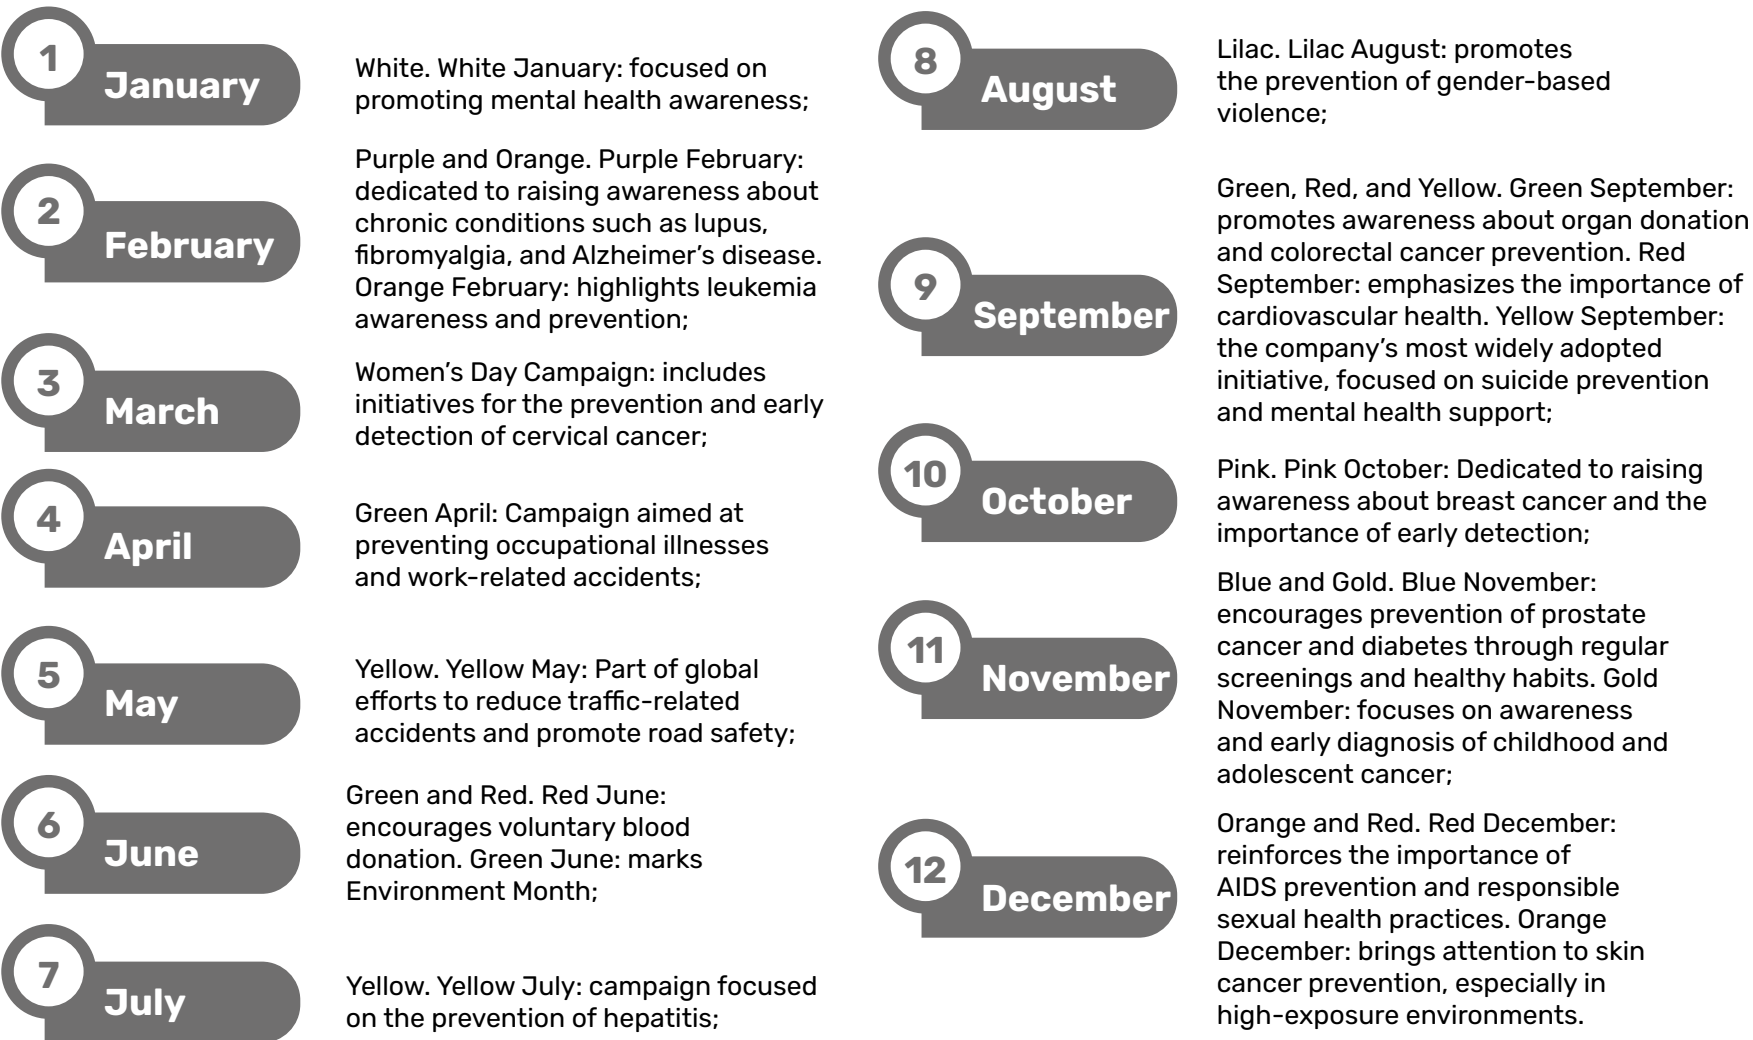 1
January
White. White January: focused on
promoting mental health awareness;
2
February
Purple and Orange. Purple February:
dedicated to raising awareness about
chronic conditions such as lupus,
fibromyalgia, and Alzheimer's disease.
Orange February: highlights leukemia
awareness and prevention;
3
March
Women's Day Campaign: includes
initiatives for the prevention and early
detection of cervical cancer;
4
April
Green April: Campaign aimed at
preventing occupational illnesses
and work-related accidents;
5
May
Yellow. Yellow May: Part of global
efforts to reduce traffic-related
accidents and promote road safety;
6
June
Green and Red. Red June:
encourages voluntary blood
donation. Green June: marks
Environment Month;
7
July
Yellow. Yellow July: campaign focused
on the prevention of hepatitis;
8
August
Lilac. Lilac August: promotes
the prevention of gender-based
violence;
9
September
Green, Red, and Yellow. Green September:
promotes awareness about organ donation
and colorectal cancer prevention. Red
September: emphasizes the importance of
cardiovascular health. Yellow September:
the company's most widely adopted
initiative, focused on suicide prevention
and mental health support;
10
October
Pink. Pink October: Dedicated to raising
awareness about breast cancer and the
importance of early detection;
11
November
Blue and Gold. Blue November:
encourages prevention of prostate
cancer and diabetes through regular
screenings and healthy habits. Gold
November: focuses on awareness
and early diagnosis of childhood and
adolescent cancer;
12
December
Orange and Red. Red December:
reinforces the importance of
AIDS prevention and responsible
sexual health practices. Orange
December: brings attention to skin
cancer prevention, especially in
high-exposure environments.